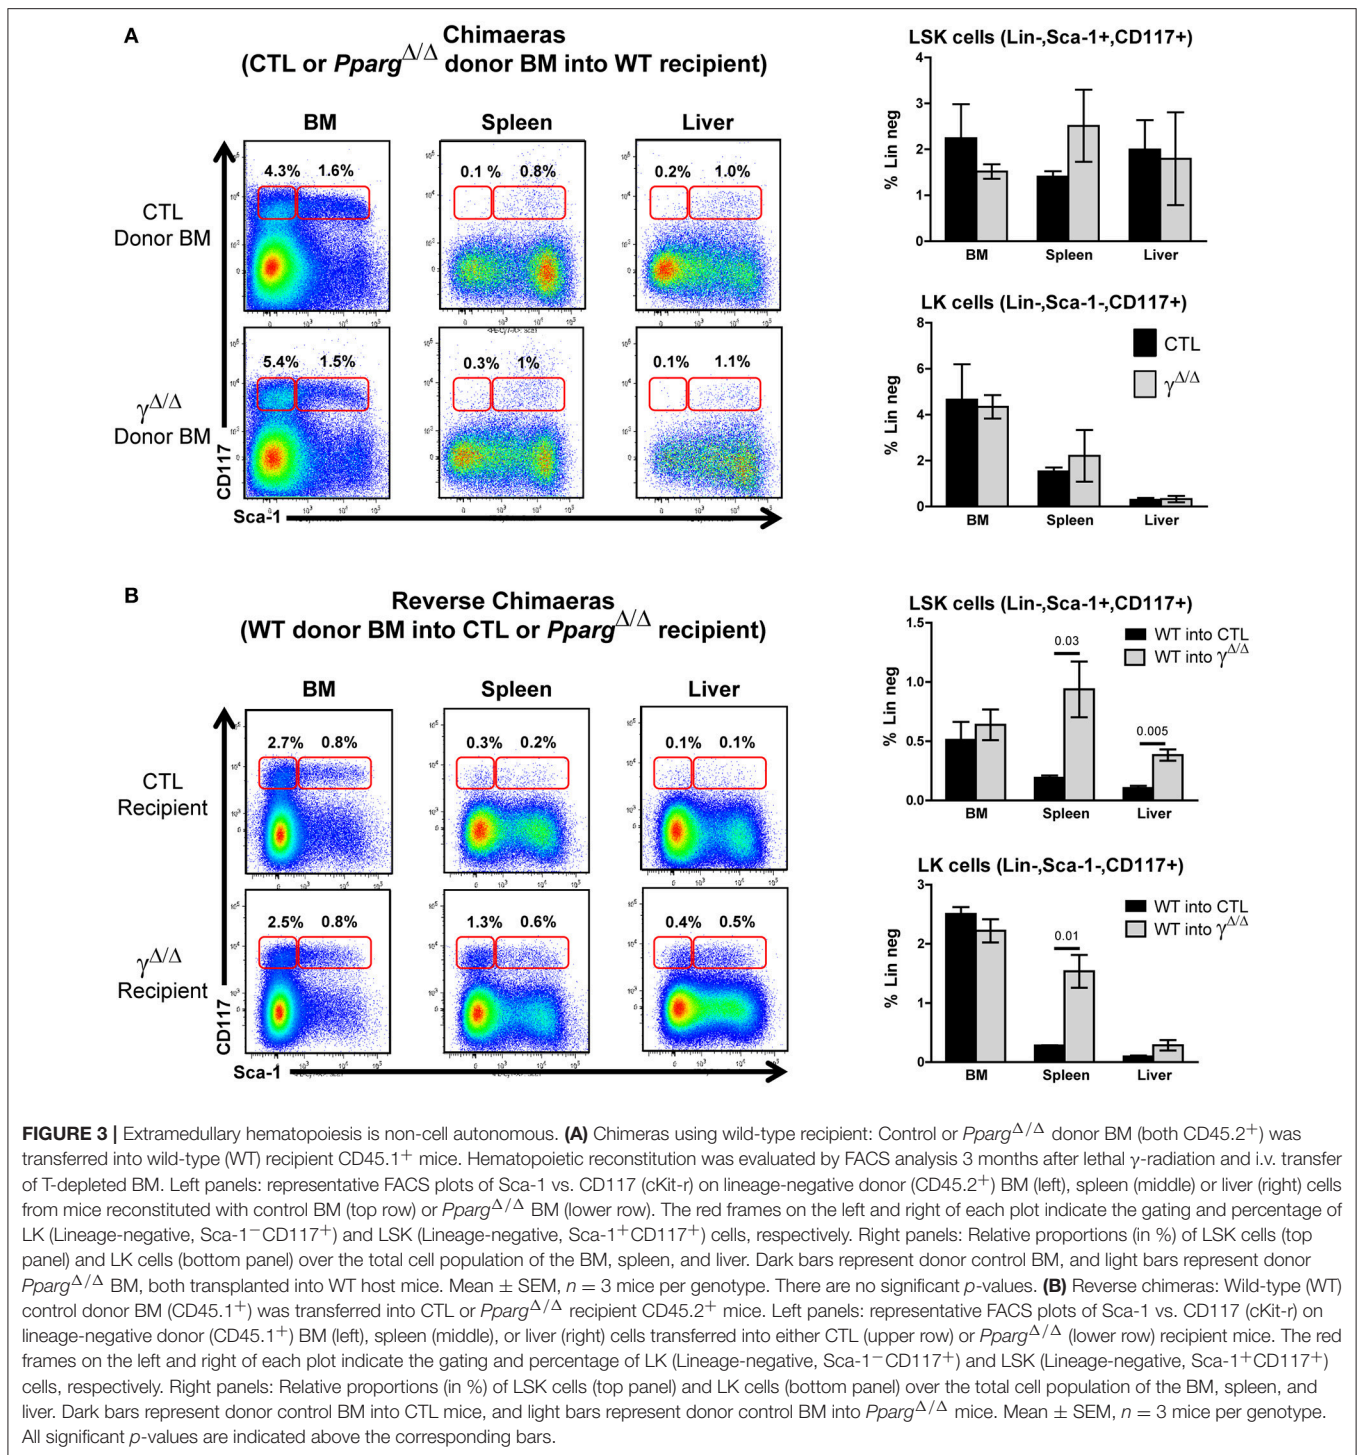 A
Chimaeras
(CTL or Pparg^Δ/Δ donor BM into WT recipient)
BM
Spleen
Liver
CTL
Donor BM
4.3%
1.6%
0.1 %
0.8%
0.2%
1.0%
γ^Δ/Δ
Donor BM
5.4%
1.5%
0.3%
1%
0.1%
1.1%
CD117
Sca-1
LSK cells (Lin-,Sca-1+,CD117+)
% Lin neg
4
3
2
1
0
BM
Spleen
Liver
LK cells (Lin-,Sca-1-,CD117+)
% Lin neg
8
6
4
2
0
CTL
γ^Δ/Δ
BM
Spleen
Liver
B
Reverse Chimaeras
(WT donor BM into CTL or Pparg^Δ/Δ recipient)
BM
Spleen
Liver
CTL
Recipient
2.7%
0.8%
0.3%
0.2%
0.1%
0.1%
γ^Δ/Δ
Recipient
2.5%
0.8%
1.3%
0.6%
0.4%
0.5%
CD117
Sca-1
LSK cells (Lin-,Sca-1+,CD117+)
% Lin neg
1.5
1.0
0.5
0.0
WT into CTL
WT into γ^Δ/Δ
0.03
0.005
BM
Spleen
Liver
LK cells (Lin-,Sca-1-,CD117+)
% Lin neg
3
2
1
0
WT into CTL
WT into γ^Δ/Δ
0.01
BM
Spleen
Liver
FIGURE 3 | Extramedullary hematopoiesis is non-cell autonomous. (A) Chimeras using wild-type recipient: Control or Pparg^Δ/Δ donor BM (both CD45.2⁺) was
transferred into wild-type (WT) recipient CD45.1⁺ mice. Hematopoietic reconstitution was evaluated by FACS analysis 3 months after lethal γ-radiation and i.v. transfer
of T-depleted BM. Left panels: representative FACS plots of Sca-1 vs. CD117 (cKit-r) on lineage-negative donor (CD45.2⁺) BM (left), spleen (middle) or liver (right) cells
from mice reconstituted with control BM (top row) or Pparg^Δ/Δ BM (lower row). The red frames on the left and right of each plot indicate the gating and percentage of
LK (Lineage-negative, Sca-1⁻CD117⁺) and LSK (Lineage-negative, Sca-1⁺CD117⁺) cells, respectively. Right panels: Relative proportions (in %) of LSK cells (top
panel) and LK cells (bottom panel) over the total cell population of the BM, spleen, and liver. Dark bars represent donor control BM, and light bars represent donor
Pparg^Δ/Δ BM, both transplanted into WT host mice. Mean ± SEM, n = 3 mice per genotype. There are no significant p-values. (B) Reverse chimeras: Wild-type (WT)
control donor BM (CD45.1⁺) was transferred into CTL or Pparg^Δ/Δ recipient CD45.2⁺ mice. Left panels: representative FACS plots of Sca-1 vs. CD117 (cKit-r) on
lineage-negative donor (CD45.1⁺) BM (left), spleen (middle), or liver (right) cells transferred into either CTL (upper row) or Pparg^Δ/Δ (lower row) recipient mice. The red
frames on the left and right of each plot indicate the gating and percentage of LK (Lineage-negative, Sca-1⁻CD117⁺) and LSK (Lineage-negative, Sca-1⁺CD117⁺)
cells, respectively. Right panels: Relative proportions (in %) of LSK cells (top panel) and LK cells (bottom panel) over the total cell population of the BM, spleen, and
liver. Dark bars represent donor control BM into CTL mice, and light bars represent donor control BM into Pparg^Δ/Δ mice. Mean ± SEM, n = 3 mice per genotype.
All significant p-values are indicated above the corresponding bars.